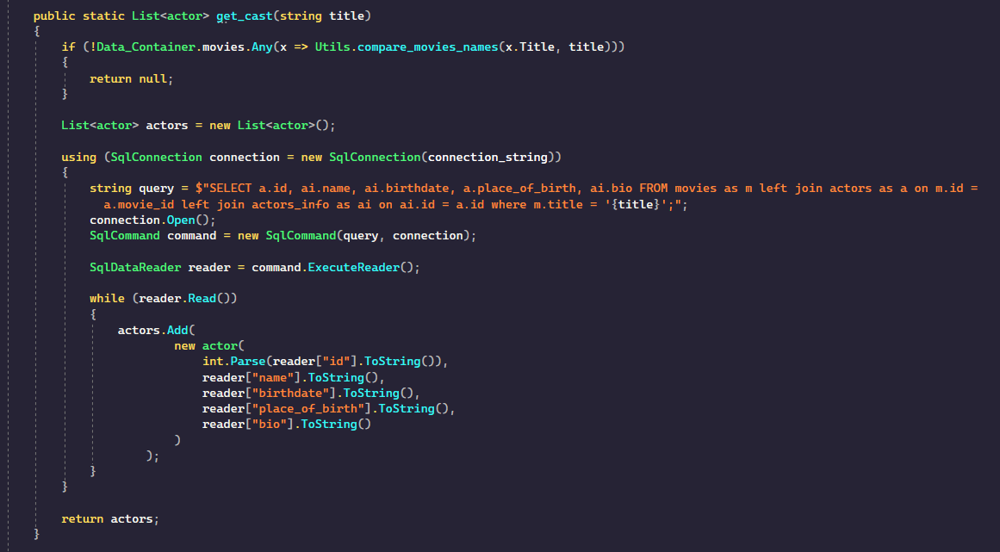 public static List<actor> get_cast(string title)
{
if (!Data_Container.movies.Any(x => Utils.compare_movies_names(x.Title, title)))
{
return null;
}
List<actor> actors = new List<actor>();
using (SqlConnection connection = new SqlConnection(connection_string))
{
string query = $"SELECT a.id, ai.name, ai.birthdate, a.place_of_birth, ai.bio FROM movies as m left join actors as a on m.id =
a.movie_id left join actors_info as ai on ai.id = a.id where m.title = '{title}';";
connection.Open();
SqlCommand command = new SqlCommand(query, connection);
SqlDataReader reader = command.ExecuteReader();
while (reader.Read())
{
actors.Add(
new actor(
int.Parse(reader["id"].ToString()),
reader["name"].ToString(),
reader["birthdate"].ToString(),
reader["place_of_birth"].ToString(),
reader["bio"].ToString()
)
);
}
}
return actors;
}